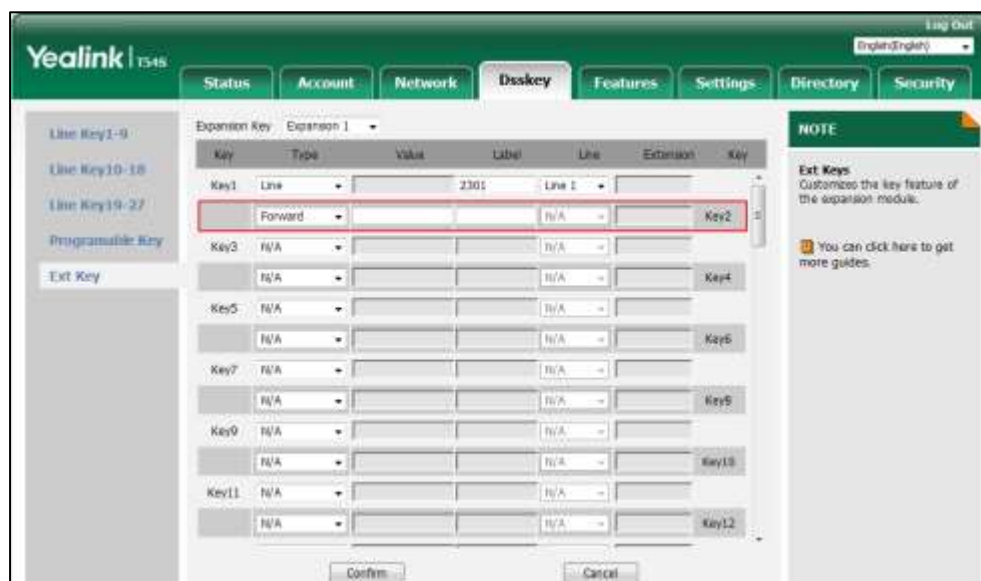 Log Out
Yealink T54S
English(English)
Status Account Network Dsskey Features Settings Directory Security
Line Key1-9
Line Key10-18
Line Key19-27
Programable Key
Ext Key
Expansion Key Expansion 1
Key Type Value Label Line Extension Key
Key1 Line 2301 Line 1
Forward N/A Key2
Key3 N/A N/A
N/A N/A Key4
Key5 N/A N/A
N/A N/A Key6
Key7 N/A N/A
N/A N/A Key8
Key9 N/A N/A
N/A N/A Key10
Key11 N/A N/A
N/A N/A Key12
Confirm Cancel
NOTE
Ext Keys
Customizes the key feature of
the expansion module.
You can click here to get
more guides.